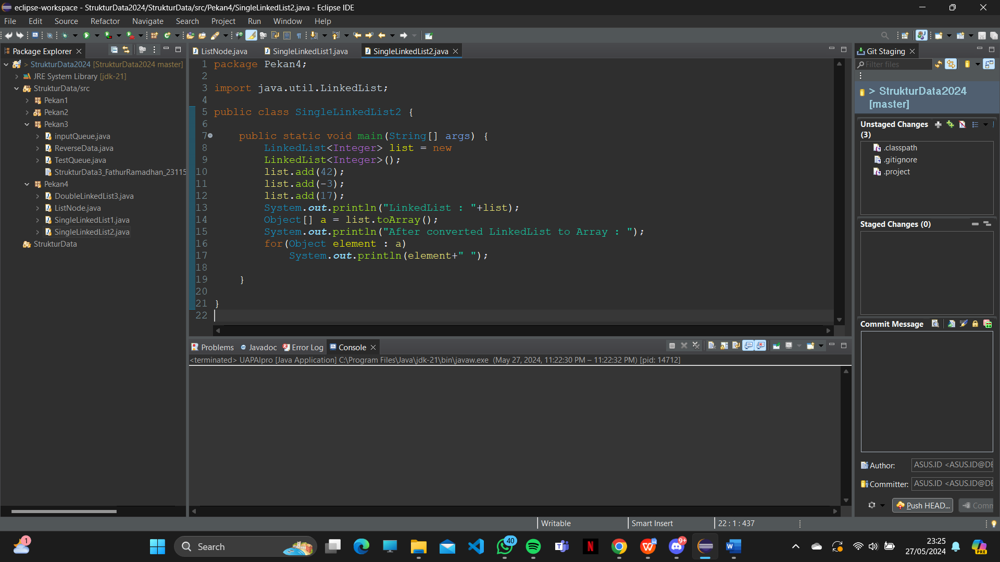 eclipse-workspace - StrukturData2024/StrukturData/src/Pekan4/SingleLinkedList2.java - Eclipse IDE
File Edit Source Refactor Navigate Search Project Run Window Help
Package Explorer
> StrukturData2024 [StrukturData2024 master]
JRE System Library [jdk-21]
StrukturData/src
Pekan1
Pekan2
Pekan3
inputQueue.java
ReverseData.java
TestQueue.java
StrukturData3_FathurRamadhan_23115
Pekan4
DoubleLinkedList3.java
ListNode.java
SingleLinkedList1.java
SingleLinkedList2.java
StrukturData
ListNode.java SingleLinkedList1.java SingleLinkedList2.java
1 package Pekan4;
2
3 import java.util.LinkedList;
4
5 public class SingleLinkedList2 {
6
7 public static void main(String[] args) {
8 LinkedList<Integer> list = new
9 LinkedList<Integer>();
10 list.add(42);
11 list.add(-3);
12 list.add(17);
13 System.out.println("LinkedList : "+list);
14 Object[] a = list.toArray();
15 System.out.println("After converted LinkedList to Array : ");
16 for(Object element : a)
17 System.out.println(element+" ");
18
19 }
20
21 }
22
Problems Javadoc Error Log Console
<terminated> UAPAlpro [Java Application] C:\Program Files\Java\jdk-21\bin\javaw.exe (May 27, 2024, 11:22:30 PM – 11:22:32 PM) [pid: 14712]
Git Staging
Filter files
> StrukturData2024
[master]
Unstaged Changes
(3)
.classpath
.gitignore
.project
Staged Changes (0)
Commit Message
Author: ASUS.ID <ASUS.ID@DE
Committer: ASUS.ID <ASUS.ID@DE
Push HEAD... Comm
Writable Smart Insert 22 : 1 : 437
1
Search
40
9+
23:25
27/05/2024
PRE